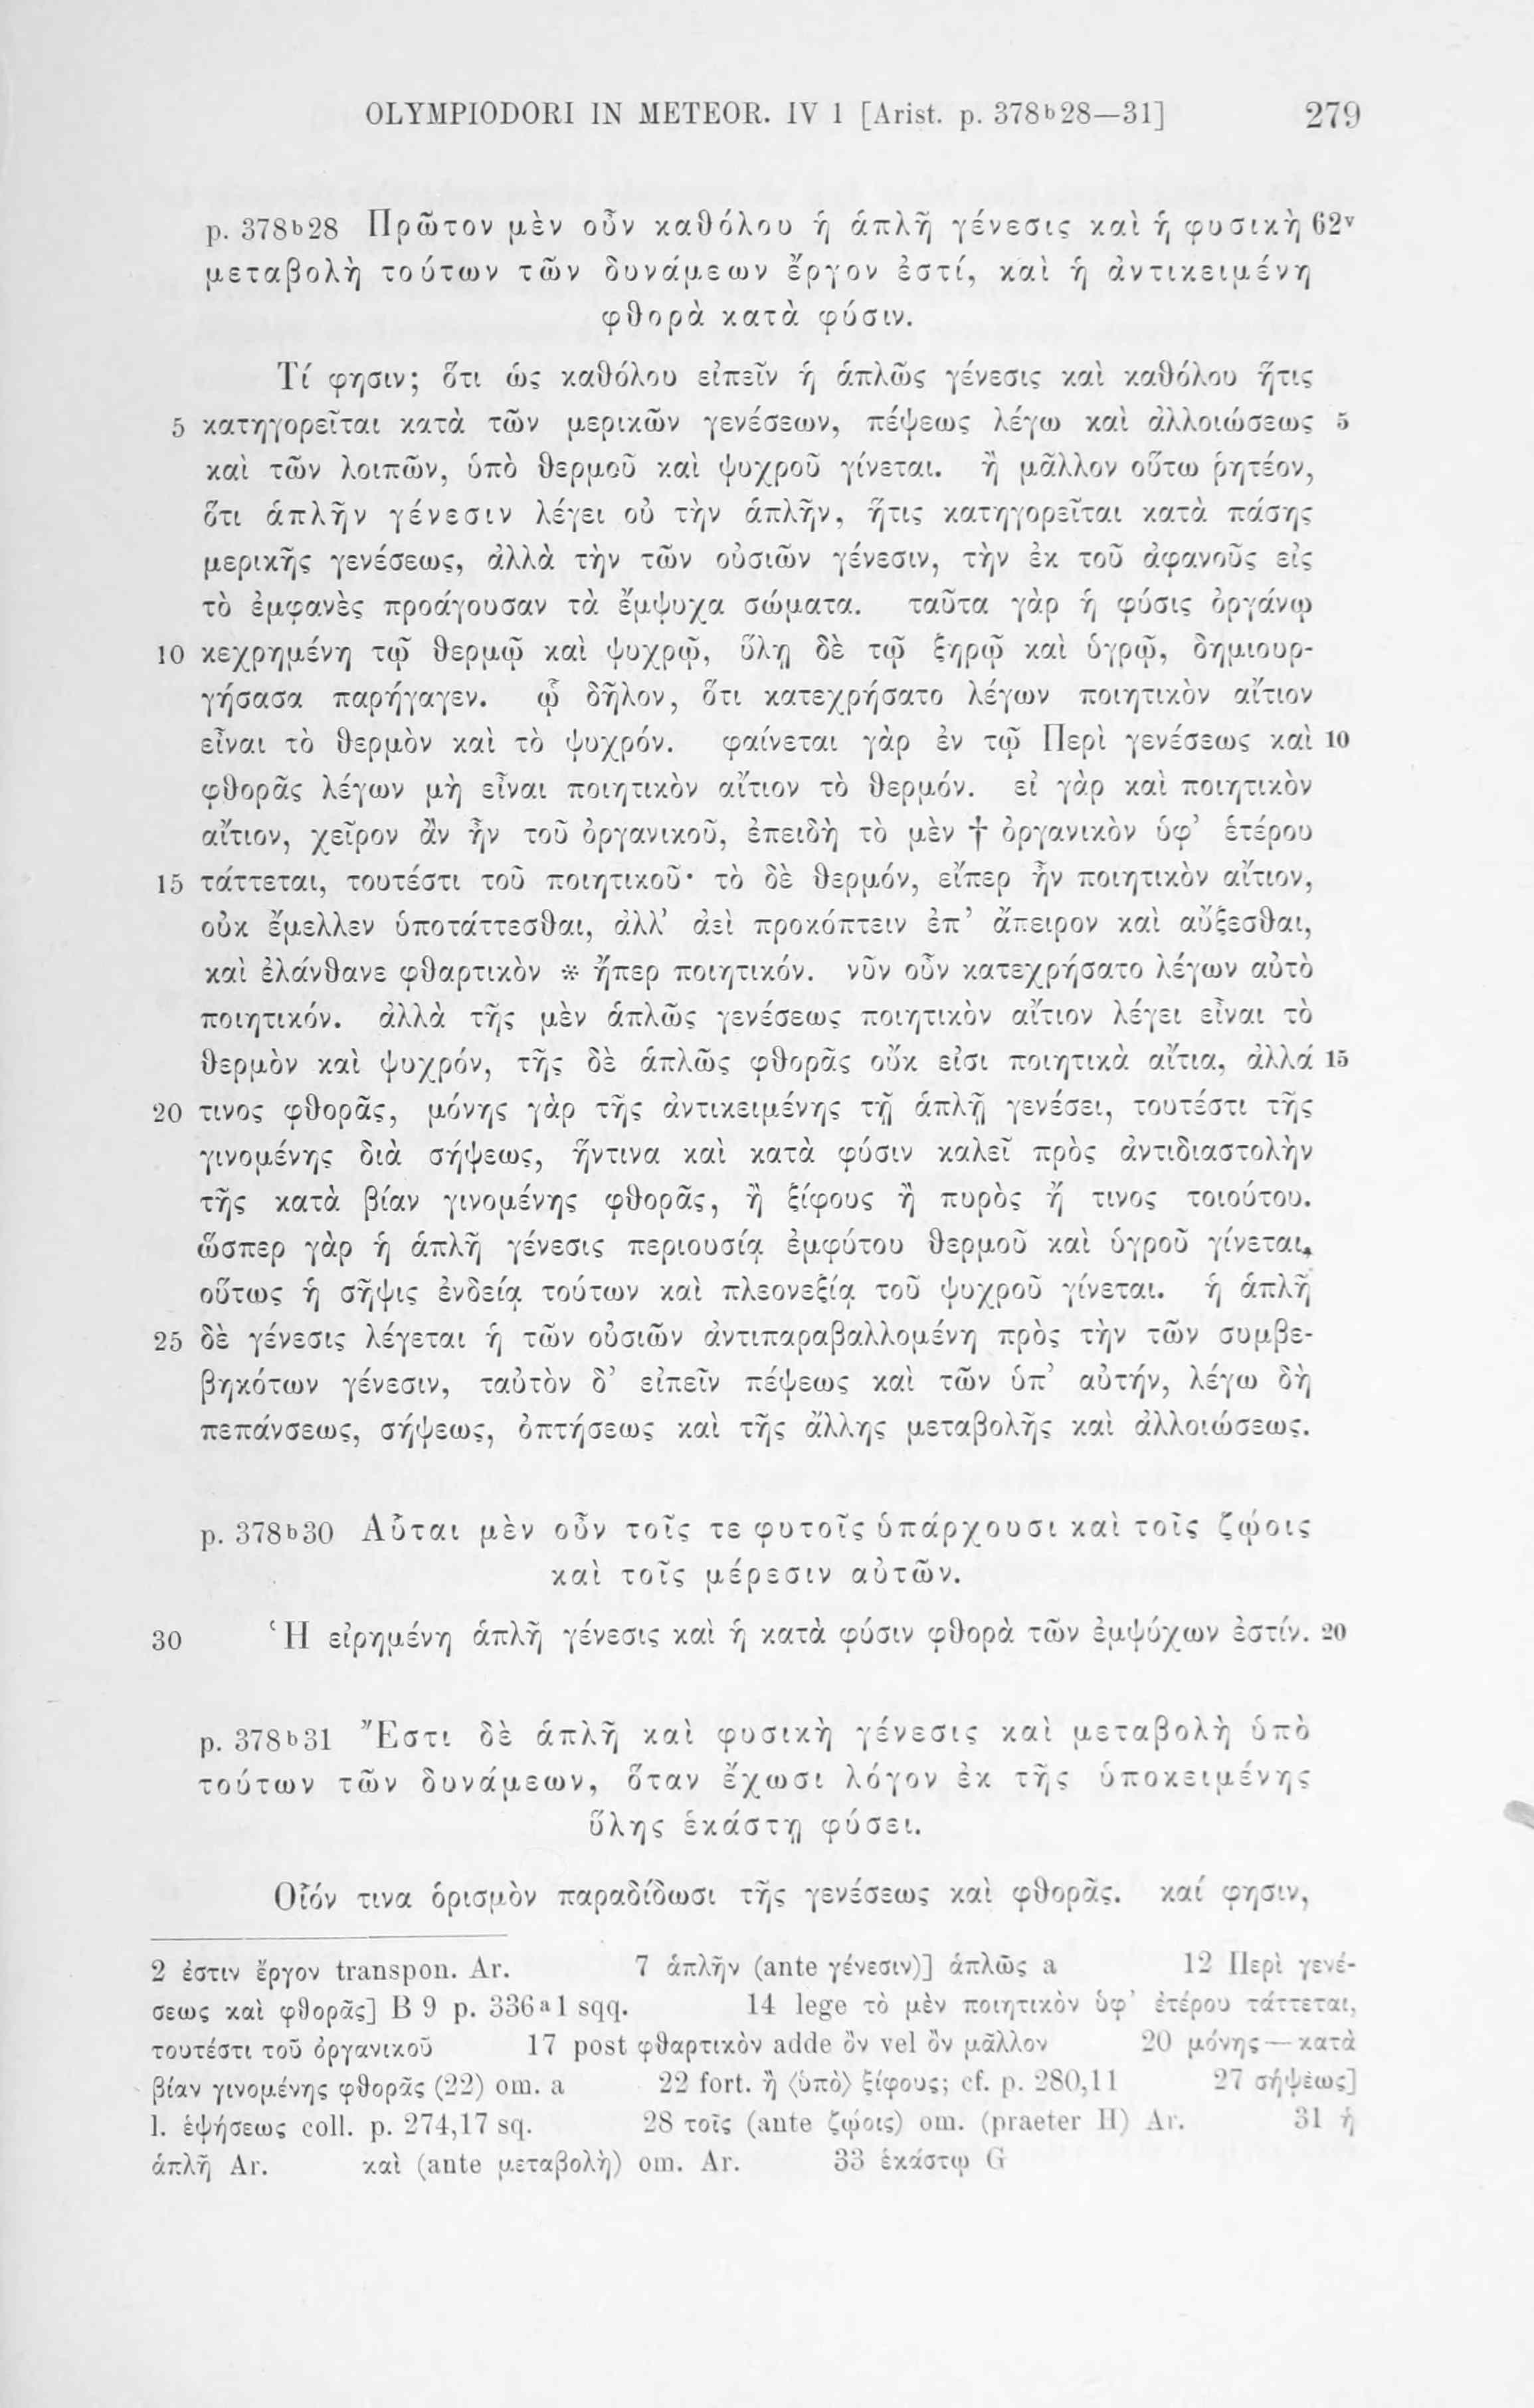 OLYMPIODORI IN METEOR. IV 1 [Arist. p. 378ᵇ28—31] 279
p. 378ᵇ28 Πρῶτον μὲν οὖν καθόλου ἡ ἁπλῆ γένεσις καὶ ἡ φυσικὴ 62ᵛ
μεταβολὴ τούτων τῶν δυνάμεων ἔργον ἐστί, καὶ ἡ ἀντικειμένη
φθορὰ κατὰ φύσιν.
Τί φησιν; ὅτι ὡς καθόλου εἰπεῖν ἡ ἁπλῶς γένεσις καὶ καθόλου ἥτις
5 κατηγορεῖται κατὰ τῶν μερικῶν γενέσεων, πέψεως λέγω καὶ ἀλλοιώσεως 5
καὶ τῶν λοιπῶν, ὑπὸ θερμοῦ καὶ ψυχροῦ γίνεται. ἢ μᾶλλον οὕτω ῥητέον,
ὅτι ἁπλῆν γένεσιν λέγει οὐ τὴν ἁπλῆν, ἥτις κατηγορεῖται κατὰ πάσης
μερικῆς γενέσεως, ἀλλὰ τὴν τῶν οὐσιῶν γένεσιν, τὴν ἐκ τοῦ ἀφανοῦς εἰς
τὸ ἐμφανὲς προάγουσαν τὰ ἔμψυχα σώματα. ταῦτα γὰρ ἡ φύσις ὀργάνῳ
10 κεχρημένη τῷ θερμῷ καὶ ψυχρῷ, ὕλῃ δὲ τῷ ξηρῷ καὶ ὑγρῷ, δημιουρ-
γήσασα παρήγαγεν. ᾧ δῆλον, ὅτι κατεχρήσατο λέγων ποιητικὸν αἴτιον
εἶναι τὸ θερμὸν καὶ τὸ ψυχρόν. φαίνεται γὰρ ἐν τῷ Περὶ γενέσεως καὶ 10
φθορᾶς λέγων μὴ εἶναι ποιητικὸν αἴτιον τὸ θερμόν. εἰ γὰρ καὶ ποιητικὸν
αἴτιον, χεῖρον ἂν ἦν τοῦ ὀργανικοῦ, ἐπειδὴ τὸ μὲν † ὀργανικὸν ὑφ’ ἑτέρου
15 τάττεται, τουτέστι τοῦ ποιητικοῦ· τὸ δὲ θερμόν, εἴπερ ἦν ποιητικὸν αἴτιον,
οὐκ ἔμελλεν ὑποτάττεσθαι, ἀλλ’ ἀεὶ προκόπτειν ἐπ’ ἄπειρον καὶ αὔξεσθαι,
καὶ ἐλάνθανε φθαρτικὸν * ἤπερ ποιητικόν. νῦν οὖν κατεχρήσατο λέγων αὐτὸ
ποιητικόν. ἀλλὰ τῆς μὲν ἁπλῶς γενέσεως ποιητικὸν αἴτιον λέγει εἶναι τὸ
θερμὸν καὶ ψυχρόν, τῆς δὲ ἁπλῶς φθορᾶς οὔκ εἰσι ποιητικὰ αἴτια, ἀλλά 15
20 τινος φθορᾶς, μόνης γὰρ τῆς ἀντικειμένης τῇ ἁπλῇ γενέσει, τουτέστι τῆς
γινομένης διὰ σήψεως, ἥντινα καὶ κατὰ φύσιν καλεῖ πρὸς ἀντιδιαστολὴν
τῆς κατὰ βίαν γινομένης φθορᾶς, ἢ ξίφους ἢ πυρὸς ἤ τινος τοιούτου.
ὥσπερ γὰρ ἡ ἁπλῆ γένεσις περιουσίᾳ ἐμφύτου θερμοῦ καὶ ὑγροῦ γίνεται,
οὕτως ἡ σῆψις ἐνδείᾳ τούτων καὶ πλεονεξίᾳ τοῦ ψυχροῦ γίνεται. ἡ ἁπλῆ
25 δὲ γένεσις λέγεται ἡ τῶν οὐσιῶν ἀντιπαραβαλλομένη πρὸς τὴν τῶν συμβε-
βηκότων γένεσιν, ταὐτὸν δ’ εἰπεῖν πέψεως καὶ τῶν ὑπ’ αὐτήν, λέγω δὴ
πεπάνσεως, σήψεως, ὀπτήσεως καὶ τῆς ἄλλης μεταβολῆς καὶ ἀλλοιώσεως.
p. 378ᵇ30 Αὗται μὲν οὖν τοῖς τε φυτοῖς ὑπάρχουσι καὶ τοῖς ζῴοις
καὶ τοῖς μέρεσιν αὐτῶν.
30 Ἡ εἰρημένη ἁπλῆ γένεσις καὶ ἡ κατὰ φύσιν φθορὰ τῶν ἐμψύχων ἐστίν. 20
p. 378ᵇ31 Ἔστι δὲ ἁπλῆ καὶ φυσικὴ γένεσις καὶ μεταβολὴ ὑπὸ
τούτων τῶν δυνάμεων, ὅταν ἔχωσι λόγον ἐκ τῆς ὑποκειμένης
ὕλης ἑκάστῃ φύσει.
Οἷόν τινα ὁρισμὸν παραδίδωσι τῆς γενέσεως καὶ φθορᾶς. καί φησιν,
2 ἐστιν ἔργον transpon. Ar. 7 ἁπλῆν (ante γένεσιν)] ἁπλῶς a 12 Περὶ γενέ-
σεως καὶ φθορᾶς] B 9 p. 336ᵃ1 sqq. 14 lege τὸ μὲν ποιητικὸν ὑφ’ ἑτέρου τάττεται,
τουτέστι τοῦ ὀργανικοῦ 17 post φθαρτικὸν adde ὂν vel ὂν μᾶλλον 20 μόνης — κατὰ
βίαν γινομένης φθορᾶς (22) om. a 22 fort. ἢ ⟨ὑπὸ⟩ ξίφους; cf. p. 280,11 27 σήψεως]
l. ἑψήσεως coll. p. 274,17 sq. 28 τοῖς (ante ζῴοις) om. (praeter H) Ar. 31 ἡ
ἁπλῆ Ar. καὶ (ante μεταβολὴ) om. Ar. 33 ἑκάστῳ G